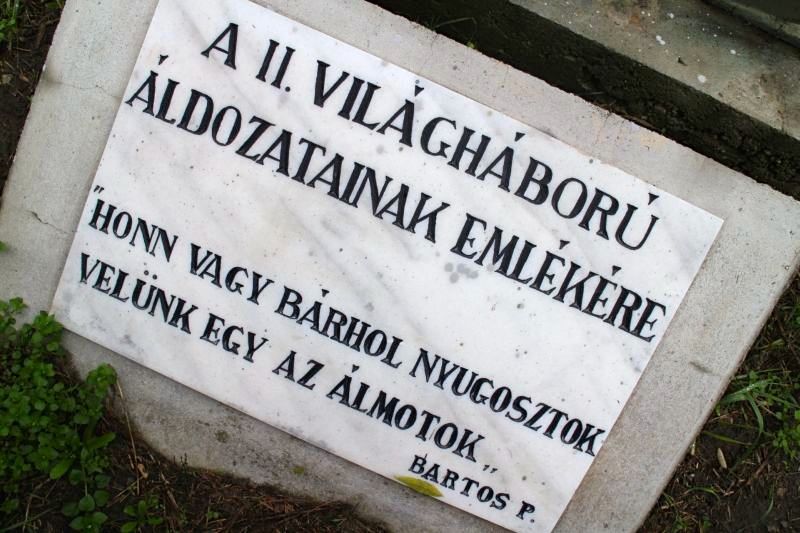 A II. VILÁGHÁBORÚ
ÁLDOZATAINAK EMLÉKÉRE
"HONN VAGY BÁRHOL NYUGOSZTOK
VELÜNK EGY AZ ÁLMOTOK"
BARTOS P.